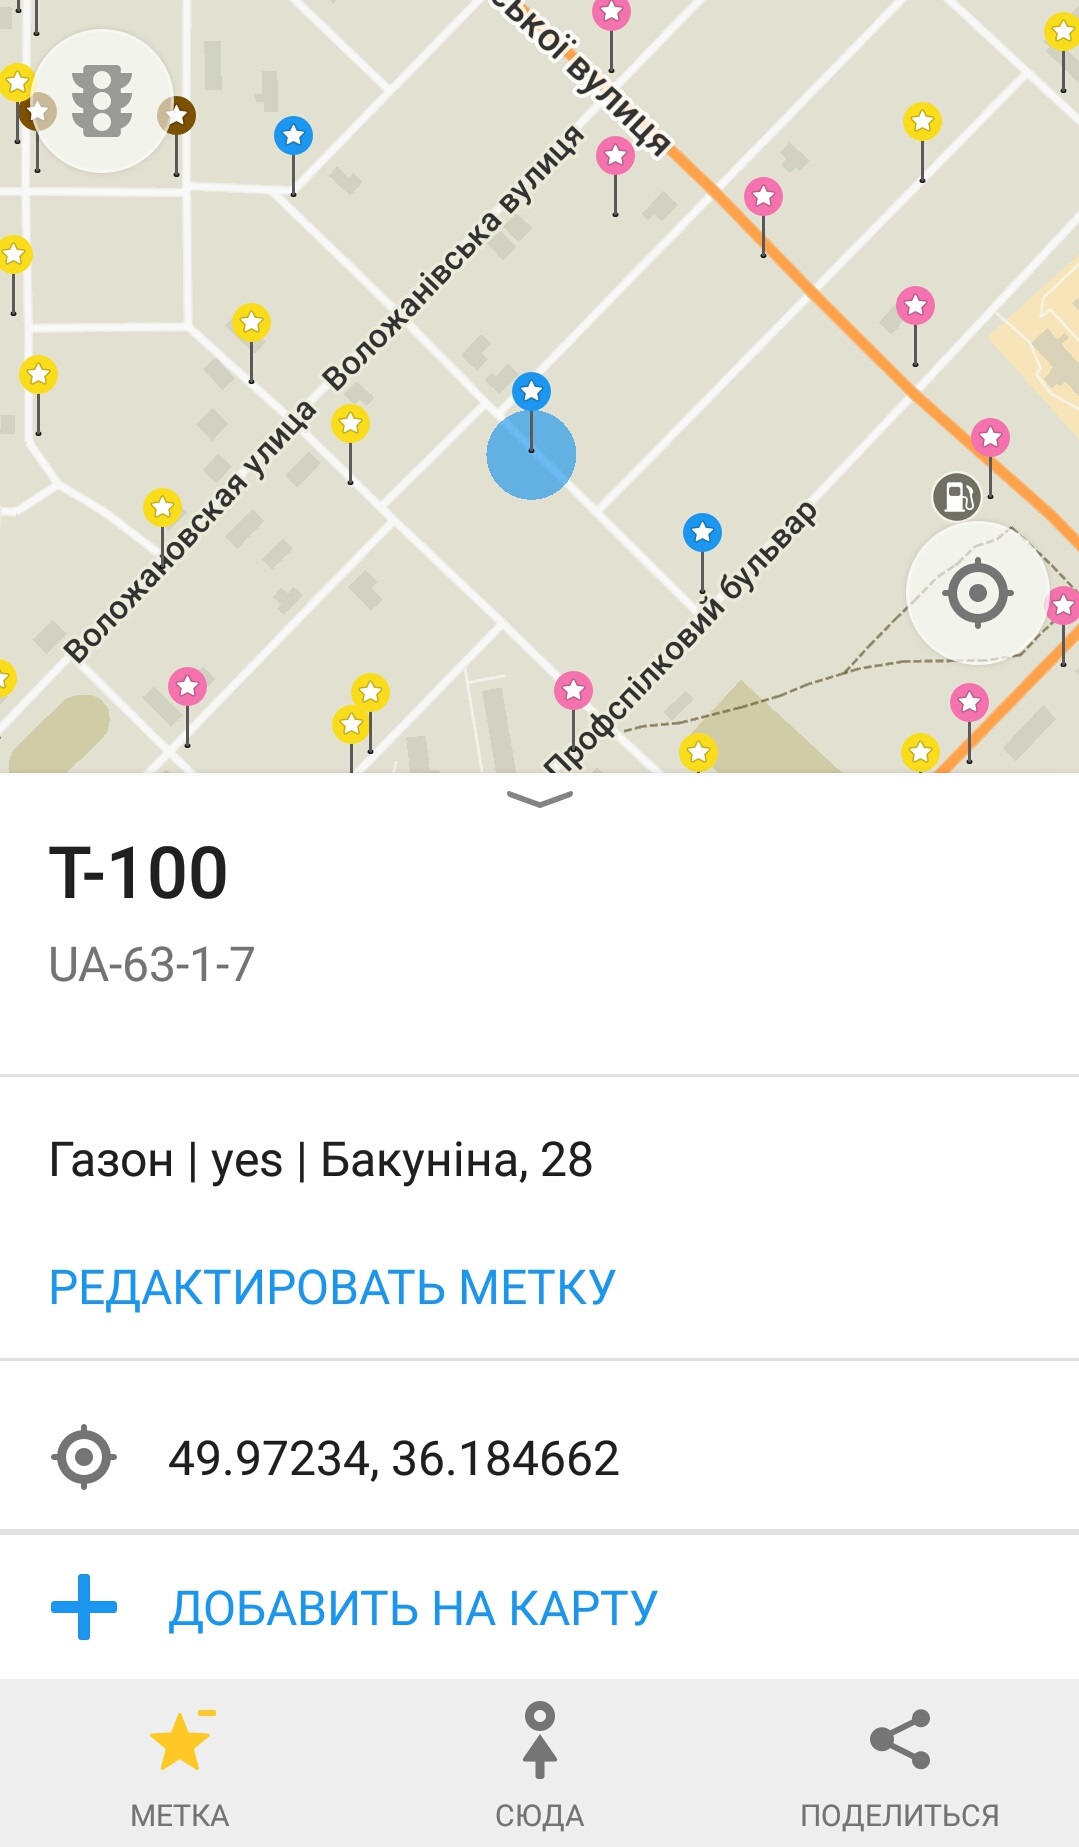 ської вулиця
Воложанівська вулиця
Воложановская улица
Профспілковий бульвар
T-100
UA-63-1-7
Газон | yes | Бакуніна, 28
РЕДАКТИРОВАТЬ МЕТКУ
49.97234, 36.184662
ДОБАВИТЬ НА КАРТУ
МЕТКА
СЮДА
ПОДЕЛИТЬСЯ